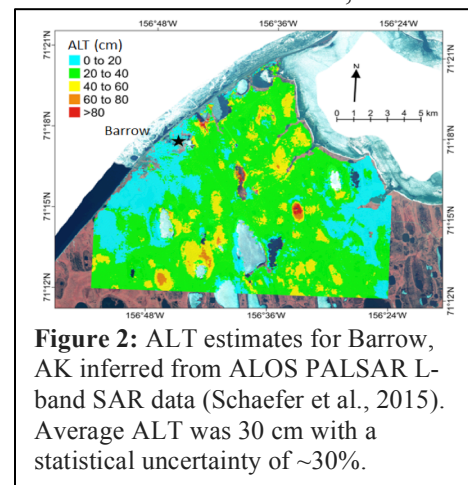 156°48'W 156°36'W 156°24'W
71°21'N
71°21'N
ALT (cm)
0 to 20
20 to 40
40 to 60
60 to 80
>80
N
0 1 2 3 4 5 km
Barrow
71°18'N
71°18'N
71°15'N
71°15'N
71°12'N
71°12'N
156°48'W 156°36'W 156°24'W
Figure 2: ALT estimates for Barrow,
AK inferred from ALOS PALSAR L-
band SAR data (Schaefer et al., 2015).
Average ALT was 30 cm with a
statistical uncertainty of ~30%.